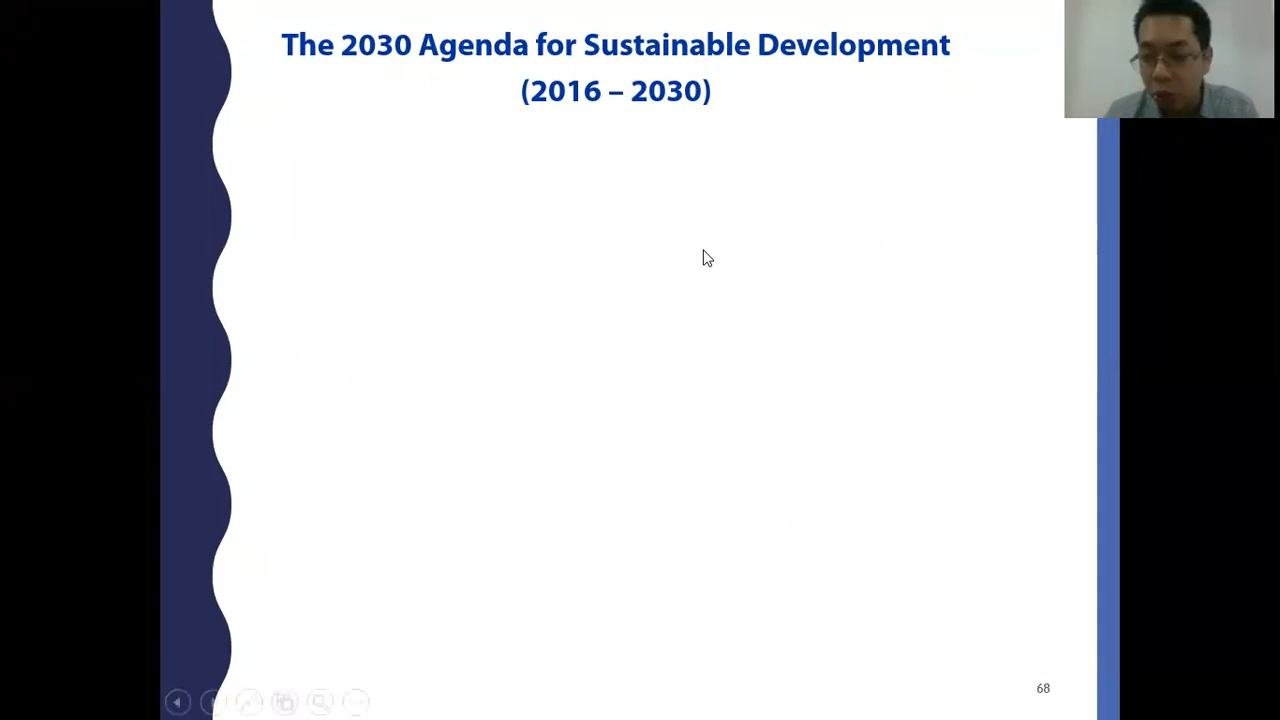 The 2030 Agenda for Sustainable Development
(2016 – 2030)
68